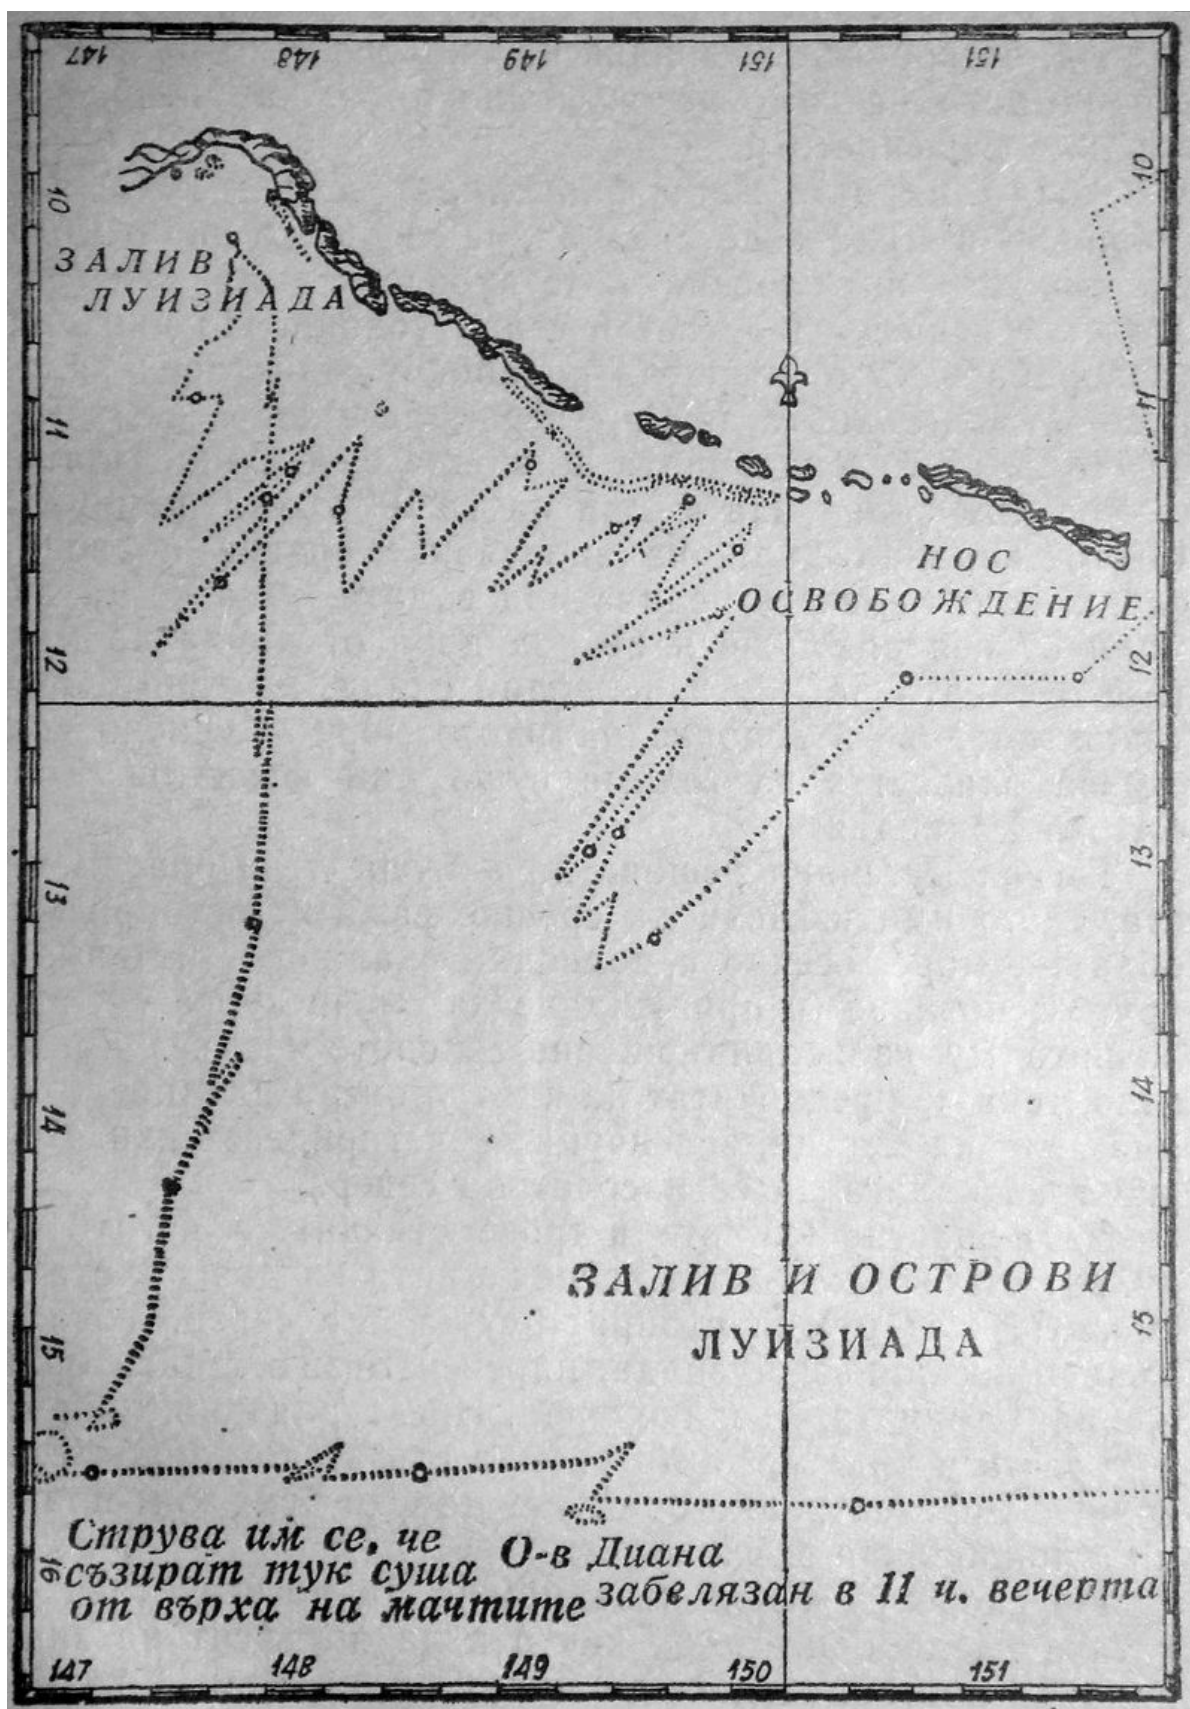 147 148 149 151 151
10 10
ЗАЛИВ
ЛУИЗИАДА
11 11
НОС
ОСВОБОЖДЕНИЕ
12 12
13 13
14 14
ЗАЛИВ И ОСТРОВИ
ЛУИЗИАДА
15 15
Струва им се, че
съзират тук суша
от върха на мачтите
О-в Диана
забелязан в 11 ч. вечерта
16
147 148 149 150 151